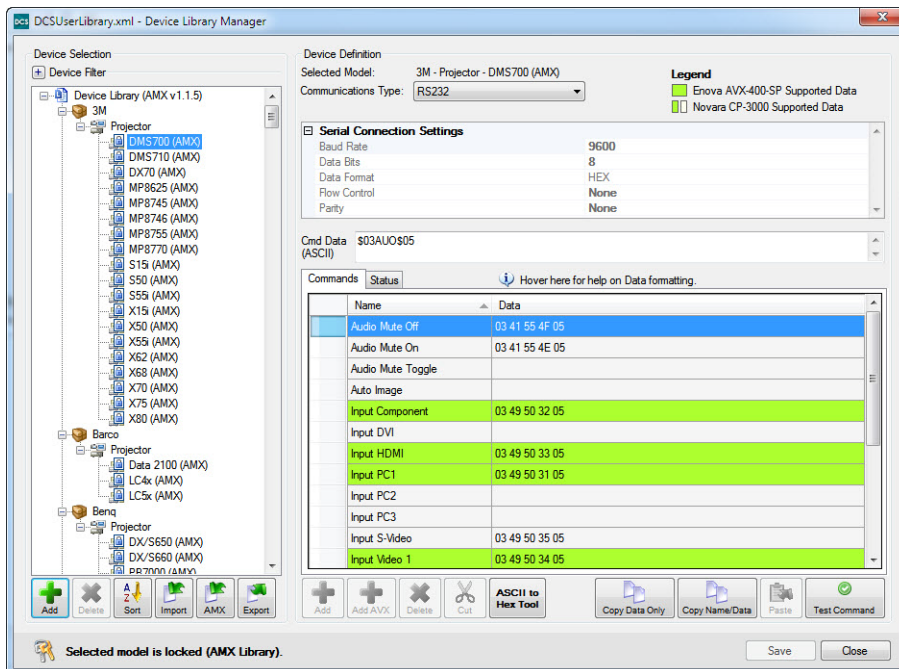 DCS DCSUserLibrary.xml - Device Library Manager
Device Selection
Device Filter
Device Library (AMX v1.1.5)
3M
Projector
DMS700 (AMX)
DMS710 (AMX)
DX70 (AMX)
MP8625 (AMX)
MP8745 (AMX)
MP8746 (AMX)
MP8755 (AMX)
MP8770 (AMX)
S15i (AMX)
S50 (AMX)
S55i (AMX)
X15i (AMX)
X50 (AMX)
X55i (AMX)
X62 (AMX)
X68 (AMX)
X70 (AMX)
X75 (AMX)
X80 (AMX)
Barco
Projector
Data 2100 (AMX)
LC4x (AMX)
LC5x (AMX)
Benq
Projector
DX/S650 (AMX)
DX/S660 (AMX)
PB7000 (AMX)
Add
Delete
A Z Sort
Import
AMX
Export
Device Definition
Selected Model: 3M - Projector - DMS700 (AMX)
Communications Type: RS232
Legend
Enova AVX-400-SP Supported Data
Novara CP-3000 Supported Data
Serial Connection Settings
Baud Rate 9600
Data Bits 8
Data Format HEX
Flow Control None
Parity None
Cmd Data (ASCII) $03AUO$05
Commands Status
Hover here for help on Data formatting.
Name Data
Audio Mute Off 03 41 55 4F 05
Audio Mute On 03 41 55 4E 05
Audio Mute Toggle
Auto Image
Input Component 03 49 50 32 05
Input DVI
Input HDMI 03 49 50 33 05
Input PC1 03 49 50 31 05
Input PC2
Input PC3
Input S-Video 03 49 50 35 05
Input Video 1 03 49 50 34 05
Add
Add AVX
Delete
Cut
ASCII to
Hex Tool
Copy Data Only
Copy Name/Data
Paste
Test Command
Selected model is locked (AMX Library).
Save
Close